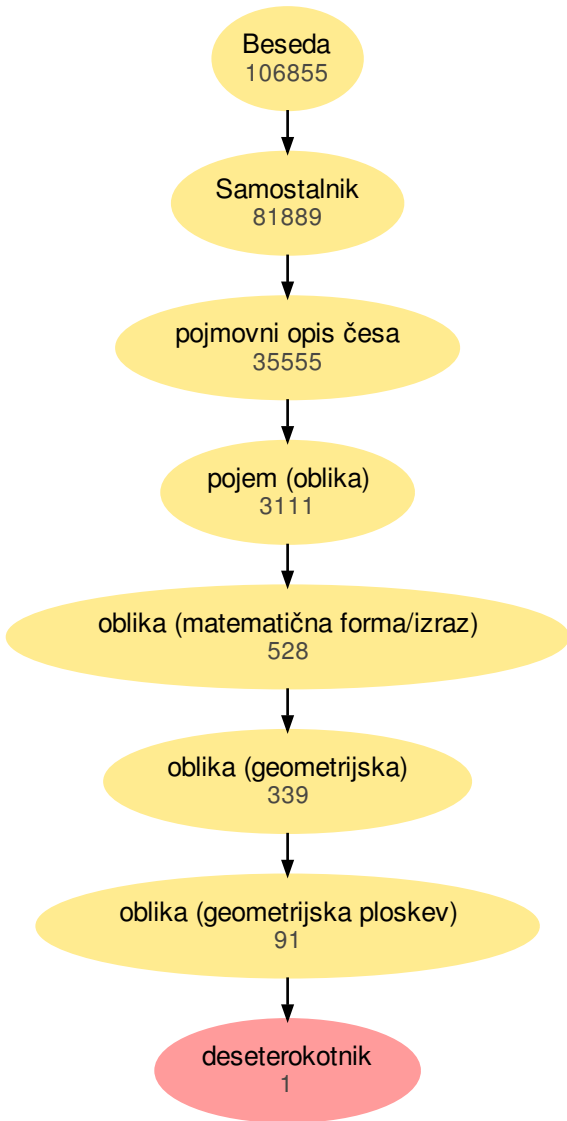 Beseda
106855
Samostalnik
81889
pojmovni opis česa
35555
pojem (oblika)
3111
oblika (matematična forma/izraz)
528
oblika (geometrijska)
339
oblika (geometrijska ploskev)
91
deseterokotnik
1